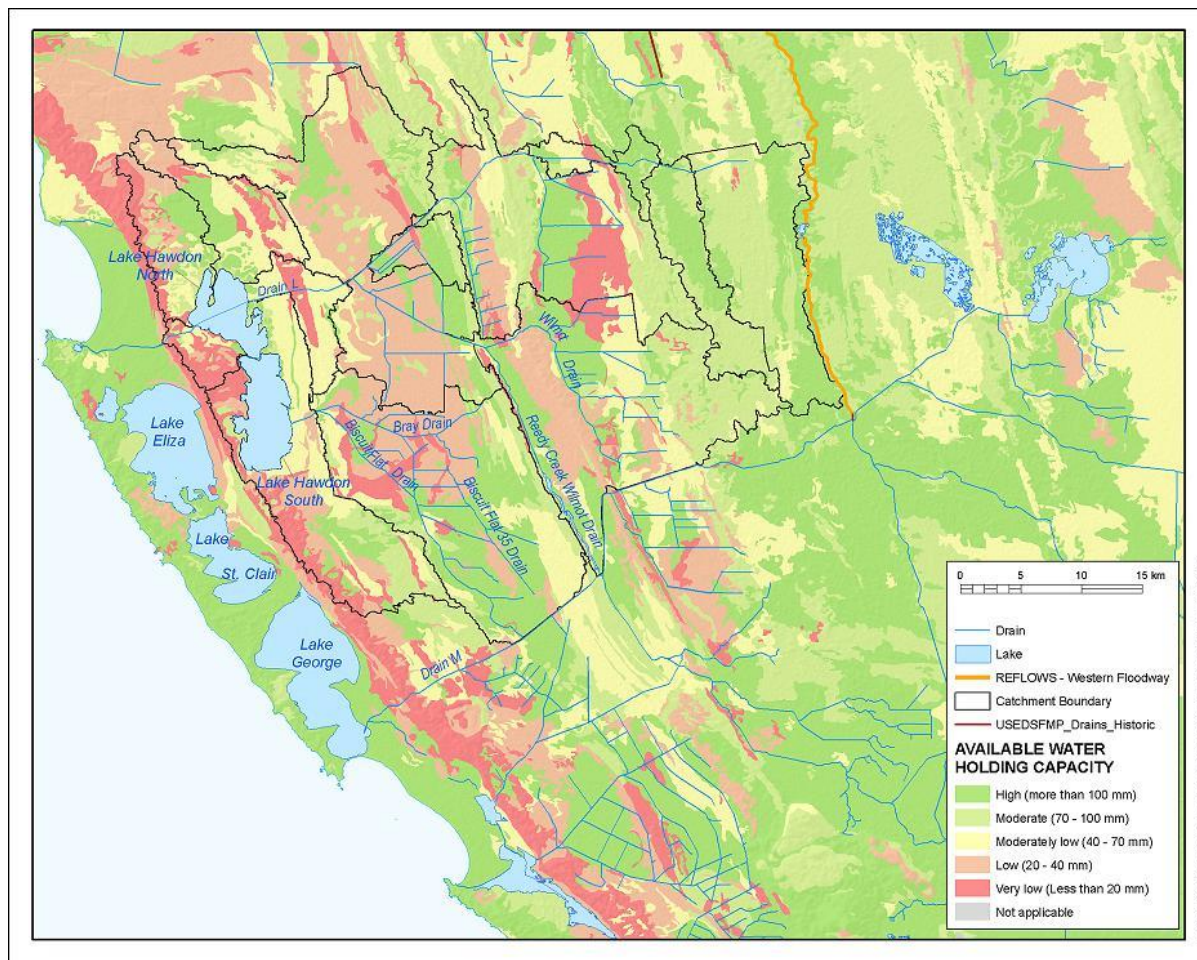 Lake Hawdon
North
Drain L
Wilmot
Drain
Lake
Eliza
Bray Drain
Biscuit Flat Drain
Reedy Creek Wilmot Drain
Lake Hawdon
South
Biscuit Flat 35 Drain
Lake
St. Clair
Lake
George
Drain M
0 5 10 15 km
Drain
Lake
REFLOWS - Western Floodway
Catchment Boundary
USEDSFMP_Drains_Historic
AVAILABLE WATER
HOLDING CAPACITY
High (more than 100 mm)
Moderate (70 - 100 mm)
Moderately low (40 - 70 mm)
Low (20 - 40 mm)
Very low (Less than 20 mm)
Not applicable